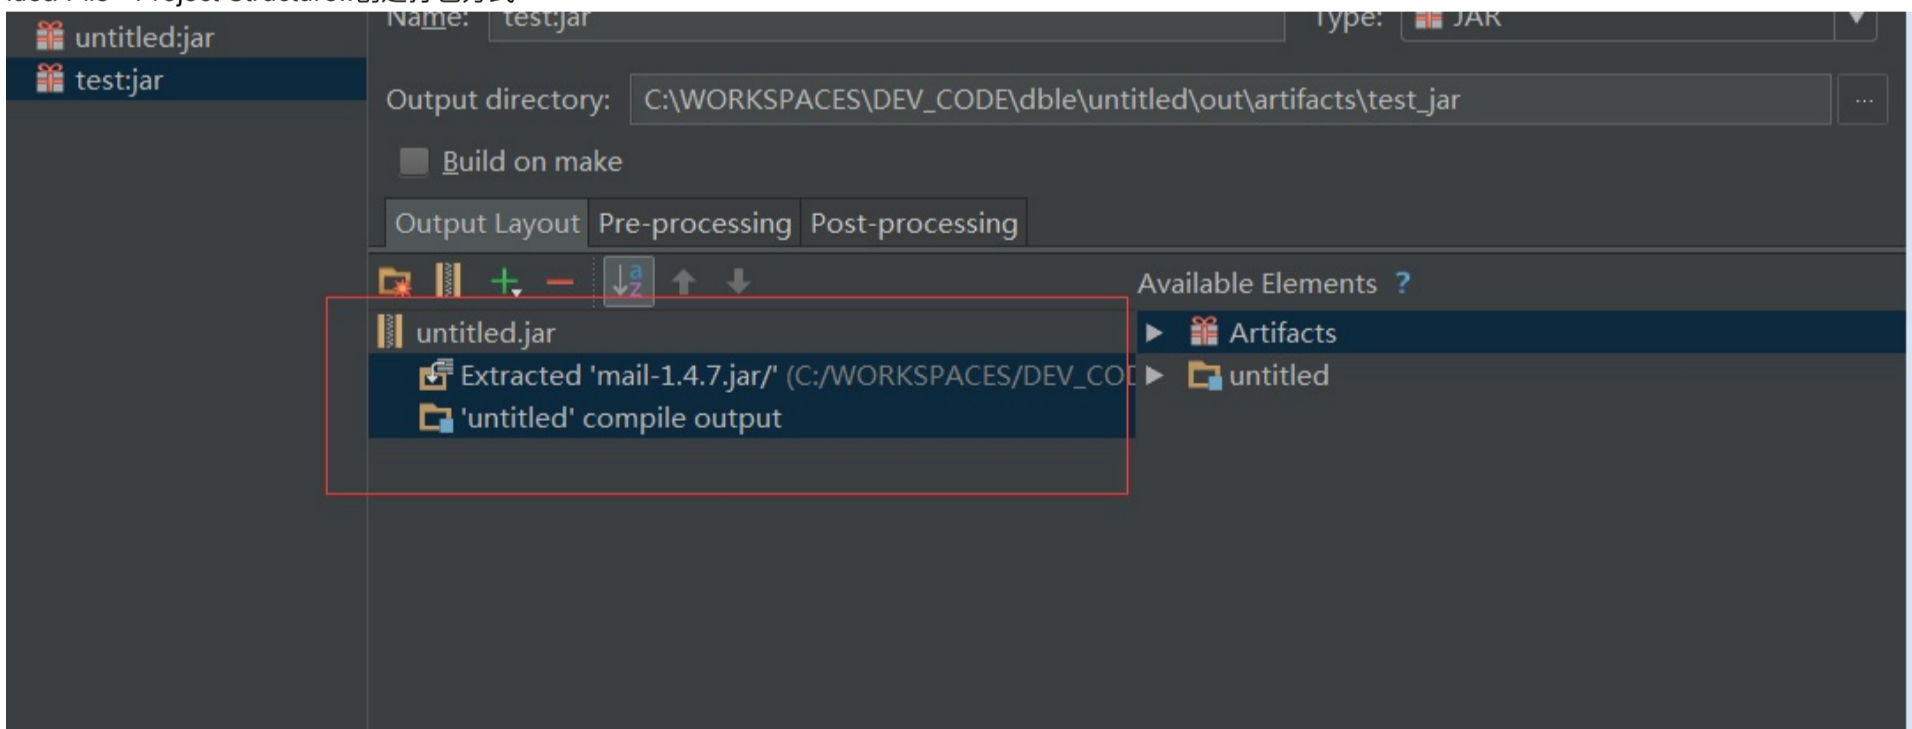 untitled:jar
test:jar
Name: test:jar Type: JAR
Output directory: C:\WORKSPACES\DEV_CODE\dble\untitled\out\artifacts\test_jar ...
Build on make
Output Layout Pre-processing Post-processing
Available Elements ?
untitled.jar
Extracted 'mail-1.4.7.jar/' (C:/WORKSPACES/DEV_COD
'untitled' compile output
Artifacts
untitled